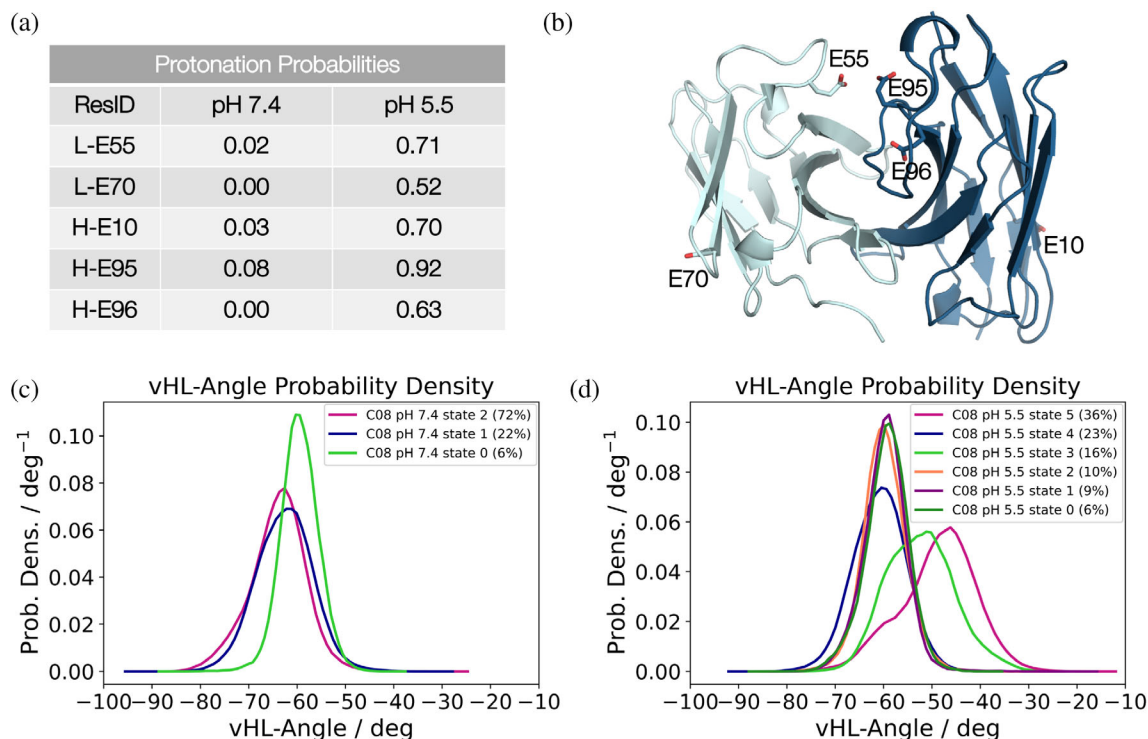 (a)
Protonation Probabilities
ResID pH 7.4 pH 5.5
L-E55 0.02 0.71
L-E70 0.00 0.52
H-E10 0.03 0.70
H-E95 0.08 0.92
H-E96 0.00 0.63
(b)
E55
E95
E96
E70
E10
(c)
vHL-Angle Probability Density
C08 pH 7.4 state 2 (72%)
C08 pH 7.4 state 1 (22%)
C08 pH 7.4 state 0 (6%)
Prob. Dens. / deg⁻¹
0.10
0.08
0.06
0.04
0.02
0.00
−100 −90 −80 −70 −60 −50 −40 −30 −20 −10
vHL-Angle / deg
(d)
vHL-Angle Probability Density
C08 pH 5.5 state 5 (36%)
C08 pH 5.5 state 4 (23%)
C08 pH 5.5 state 3 (16%)
C08 pH 5.5 state 2 (10%)
C08 pH 5.5 state 1 (9%)
C08 pH 5.5 state 0 (6%)
Prob. Dens. / deg⁻¹
0.10
0.08
0.06
0.04
0.02
0.00
−100 −90 −80 −70 −60 −50 −40 −30 −20 −10
vHL-Angle / deg